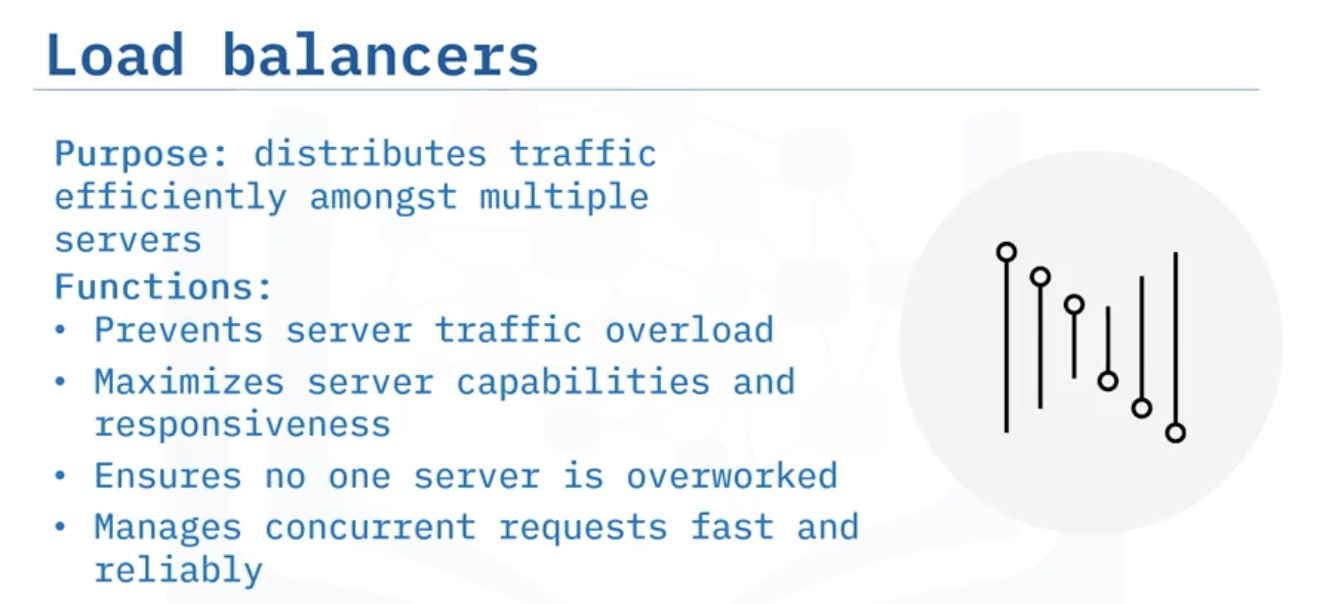 Load balancers
Purpose: distributes traffic
efficiently amongst multiple
servers
Functions:
• Prevents server traffic overload
• Maximizes server capabilities and
responsiveness
• Ensures no one server is overworked
• Manages concurrent requests fast and
reliably